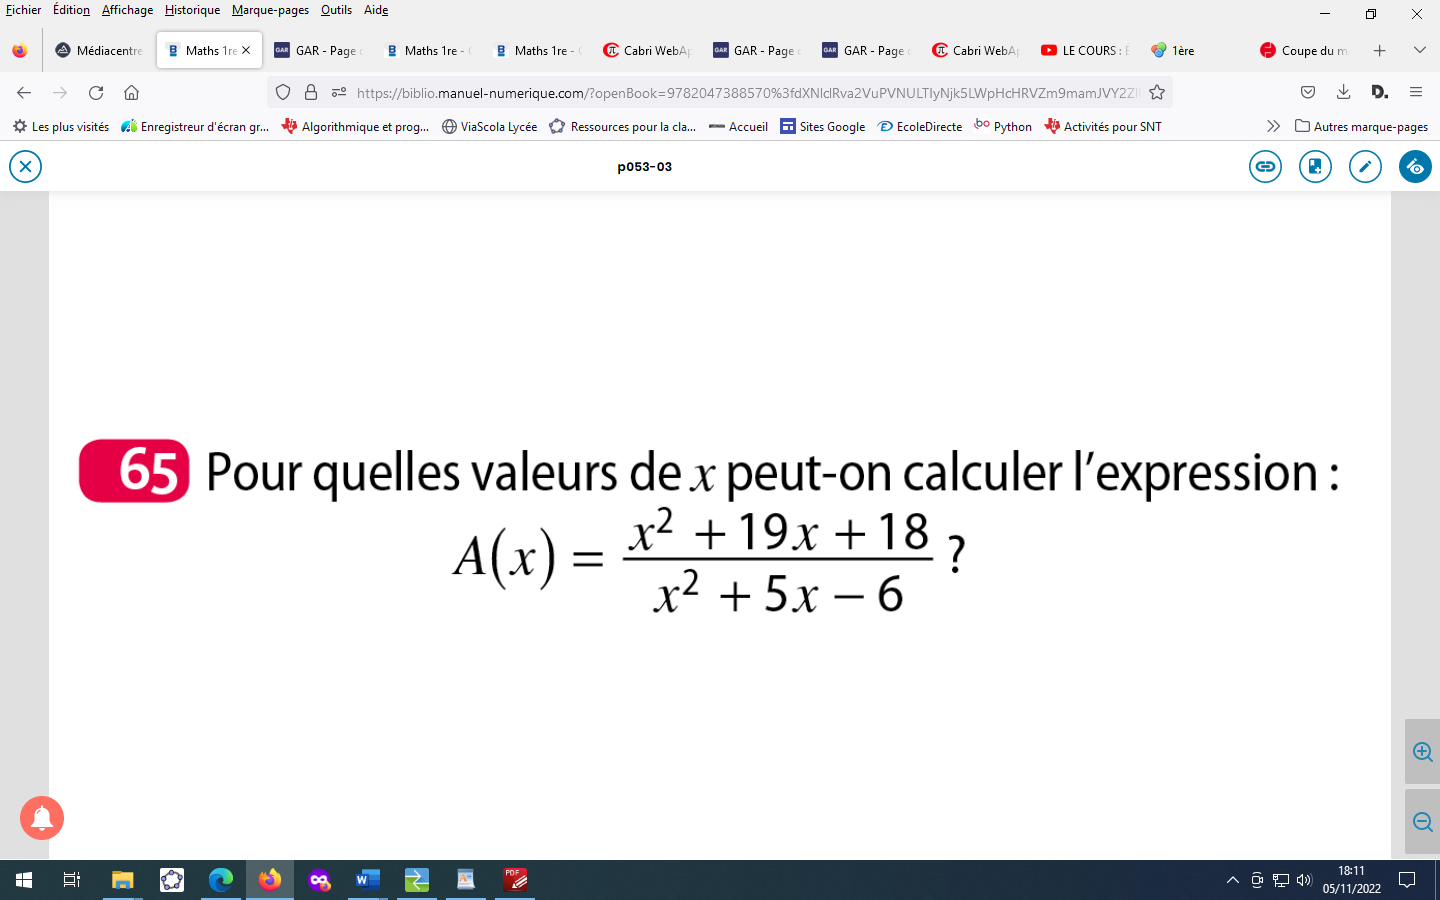 Fichier Édition Affichage Historique Marque-pages Outils Aide
Médiacentre Maths 1re GAR - Page Maths 1re - Maths 1re - Cabri WebAp GAR - Page GAR - Page Cabri WebAp LE COURS : 1ère Coupe du m
https://biblio.manuel-numerique.com/?openBook=9782047388570%3fdXNlclRva2VuPVNULTIyNjk5LWpHcHRVZm9mamJVY2Zl
Les plus visités Enregistreur d'écran gr... Algorithmique et prog... ViaScola Lycée Ressources pour la cla... Accueil Sites Google EcoleDirecte Python Activités pour SNT Autres marque-pages
p053-03
65 Pour quelles valeurs de x peut-on calculer l'expression :
A(x) = (x² + 19x + 18)/(x² + 5x − 6) ?
18:11
05/11/2022